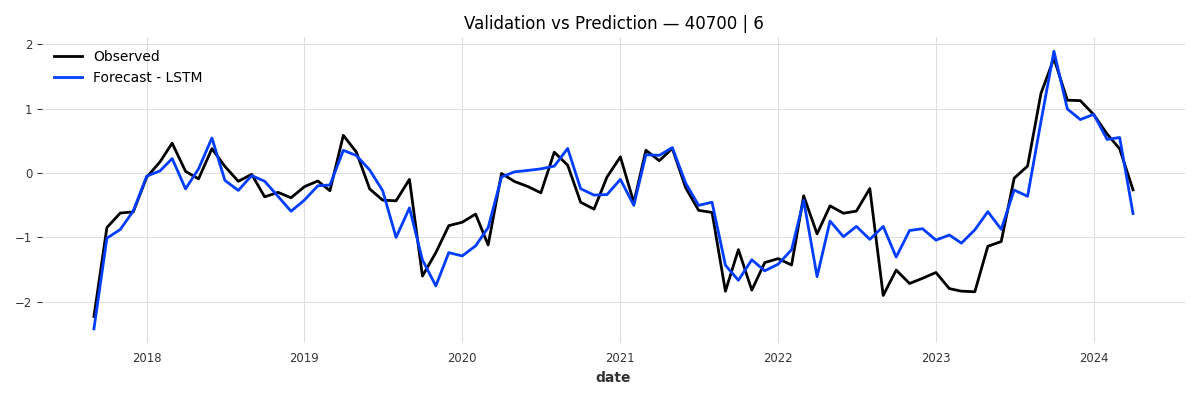 Validation vs Prediction — 40700 | 6
Observed
Forecast - LSTM
2
1
0
−1
−2
2018 2019 2020 2021 2022 2023 2024
date